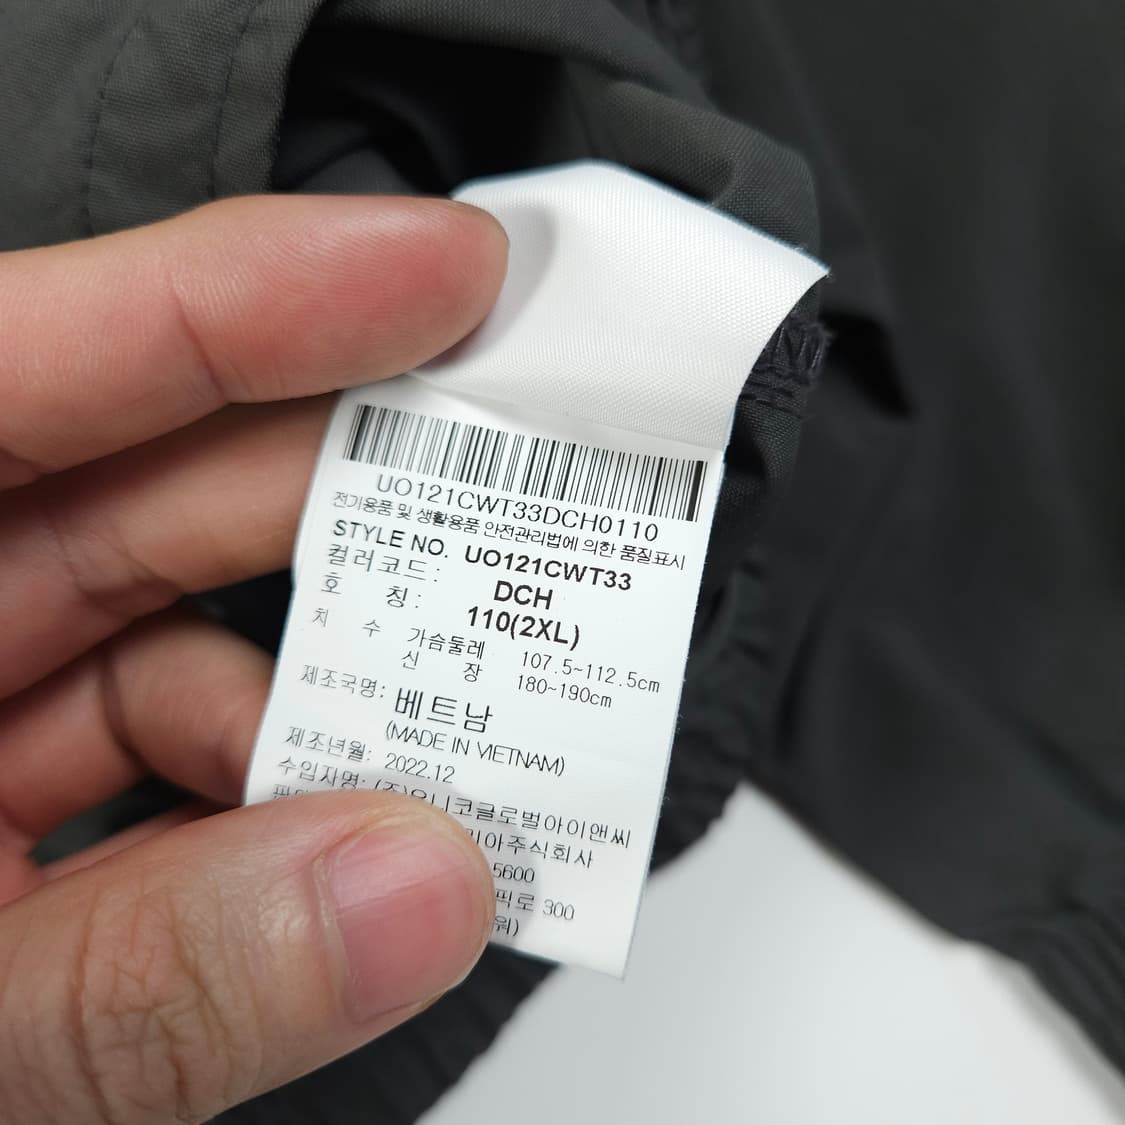 UO121CWT33DCH0110
전기용품 및 생활용품 안전관리법에 의한 품질표시
STYLE NO. UO121CWT33
컬러코드: DCH
호 칭: 110(2XL)
치 수 가슴둘레 107.5~112.5cm
신 장 180~190cm
제조국명: 베트남
(MADE IN VIETNAM)
제조년월: 2022.12
수입자명: (주)유니코글로벌아이앤씨
리아주식회사
5600
픽로 300
워)